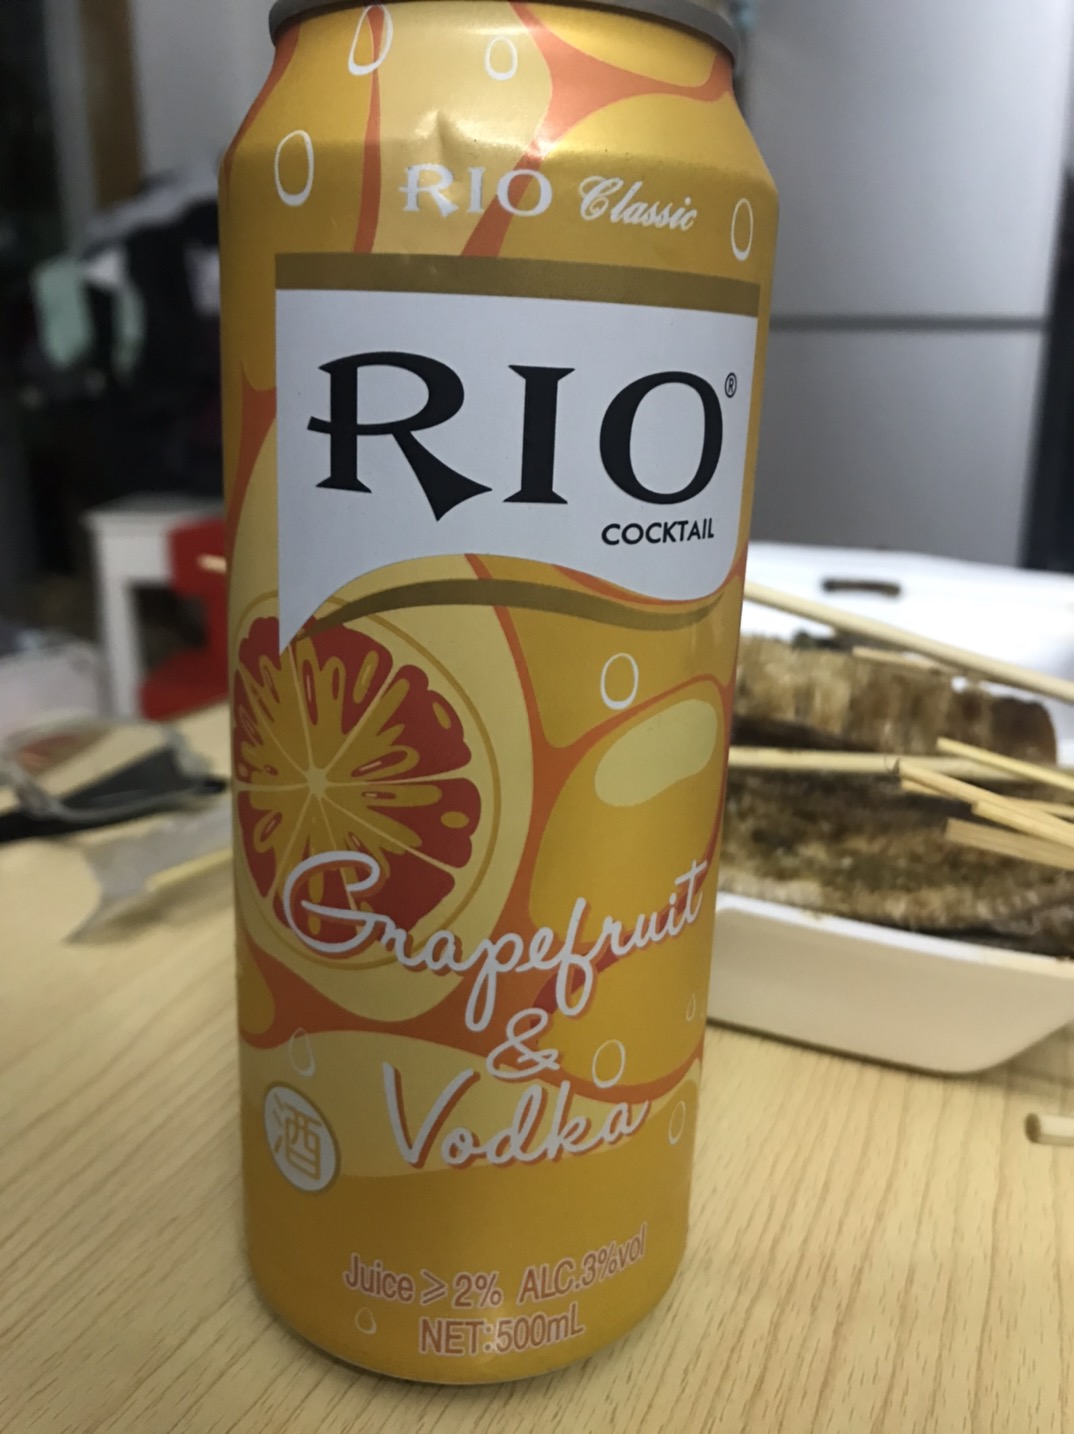 RIO Classic
RIO®
COCKTAIL
Grapefruit
&
Vodka
酒
Juice ≥ 2% ALC.3%vol
NET:500mL